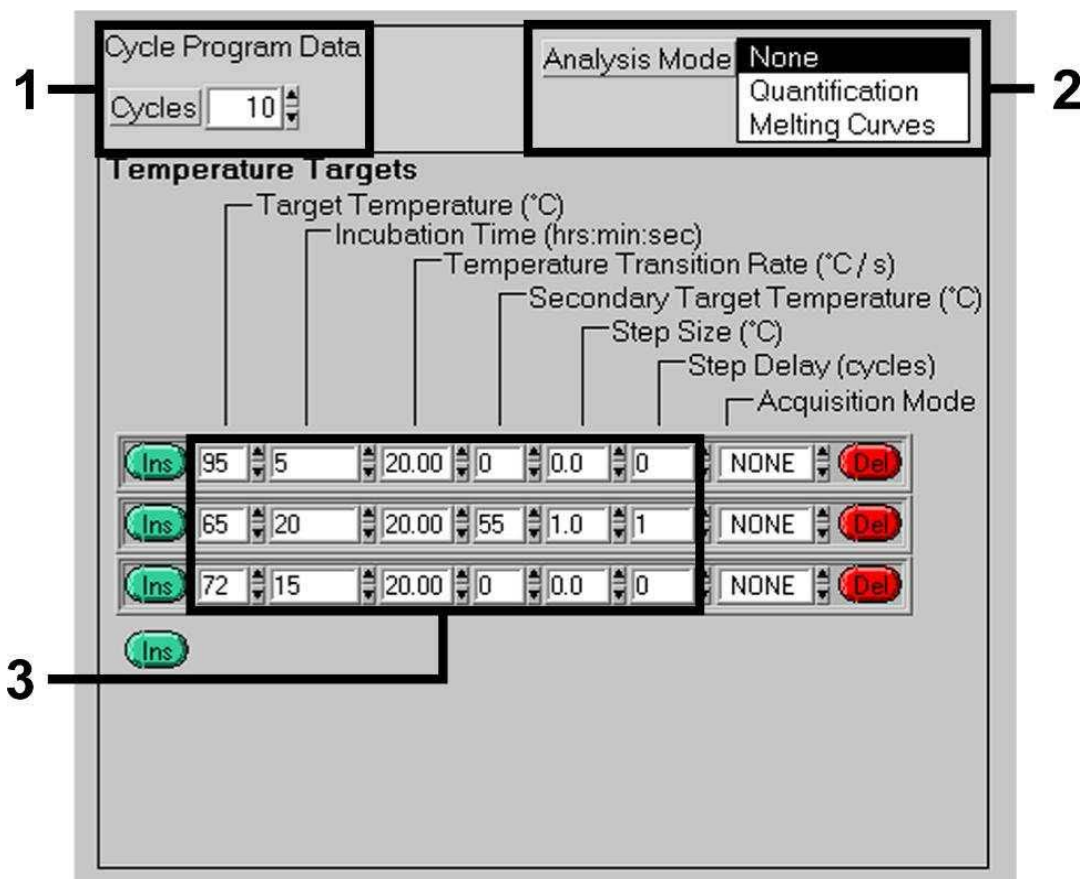 Cycle Program Data
1
Cycles 10
Analysis Mode None
Quantification
Melting Curves
2
Temperature Targets
Target Temperature (°C)
Incubation Time (hrs:min:sec)
Temperature Transition Rate (°C / s)
Secondary Target Temperature (°C)
Step Size (°C)
Step Delay (cycles)
Acquisition Mode
Ins 95 5 20.00 0 0.0 0 NONE Del
Ins 65 20 20.00 55 1.0 1 NONE Del
Ins 72 15 20.00 0 0.0 0 NONE Del
Ins
3